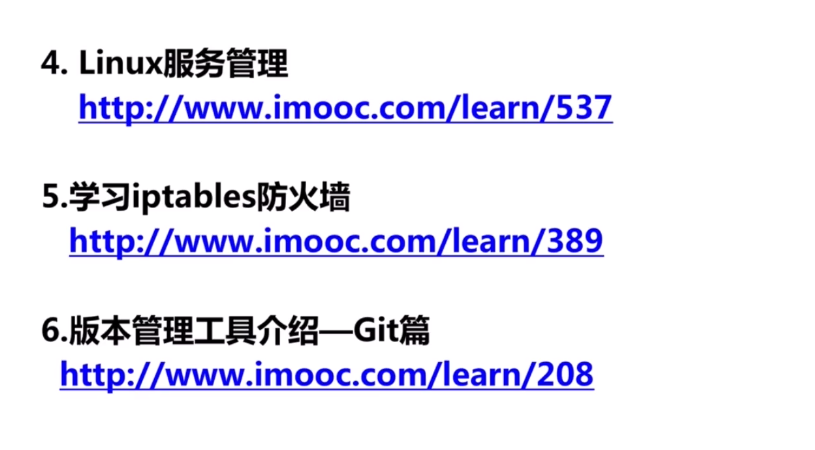 4. Linux服务管理
http://www.imooc.com/learn/537
5.学习iptables防火墙
http://www.imooc.com/learn/389
6.版本管理工具介绍—Git篇
http://www.imooc.com/learn/208